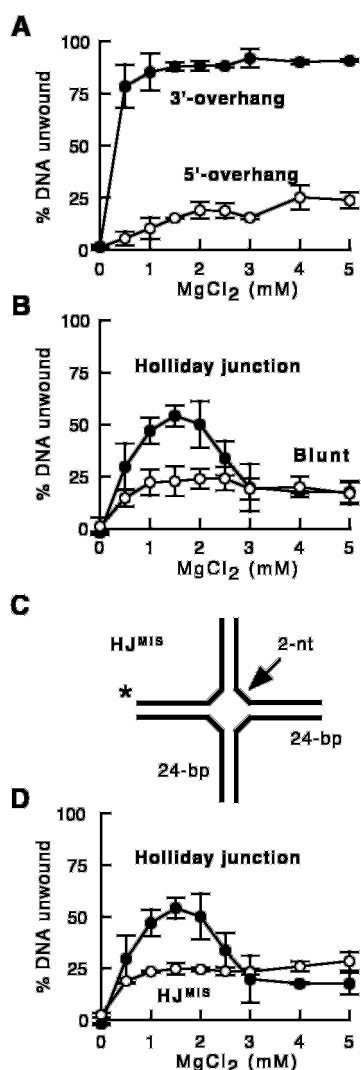 A
100
75
50
25
0
% DNA unwound
3'-overhang
5'-overhang
0 1 2 3 4 5
MgCl2 (mM)
B
100
75
50
25
0
% DNA unwound
Holliday junction
Blunt
0 1 2 3 4 5
MgCl2 (mM)
C
HJMIS
2-nt
*
24-bp
24-bp
D
100
75
50
25
0
% DNA unwound
Holliday junction
HJMIS
0 1 2 3 4 5
MgCl2 (mM)